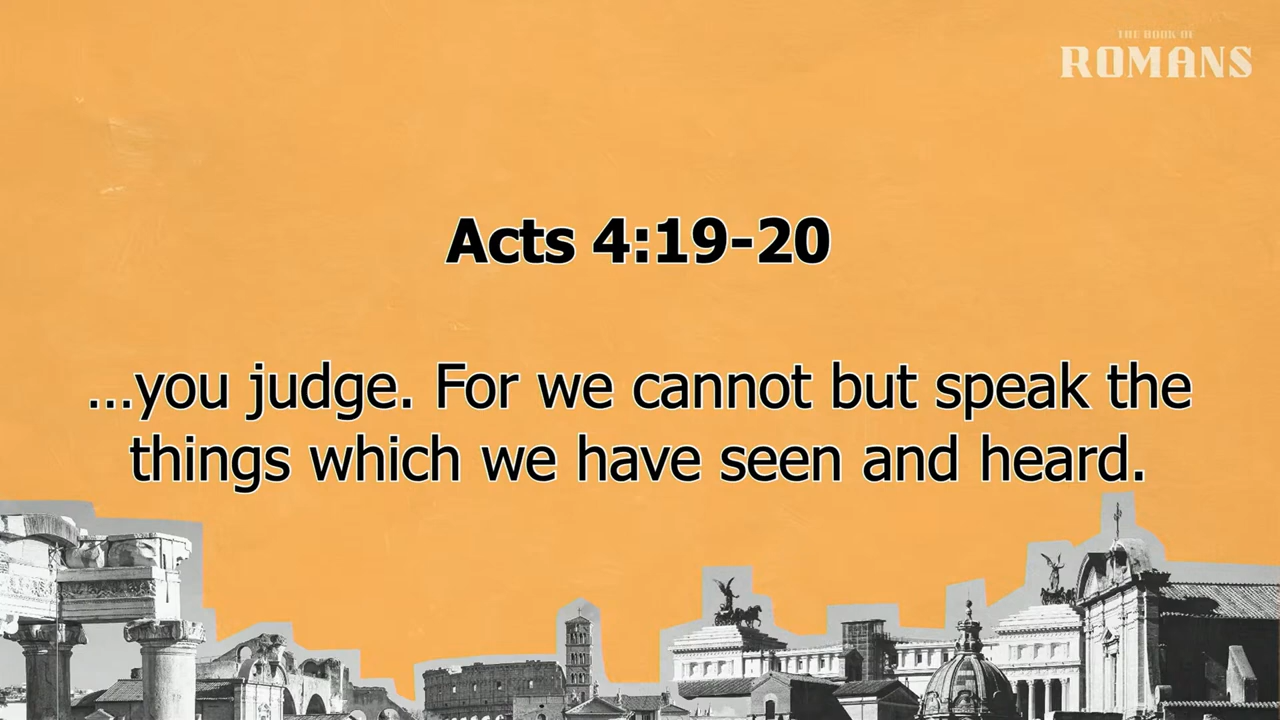 THE BOOK OF
ROMANS
Acts 4:19-20
...you judge. For we cannot but speak the
things which we have seen and heard.